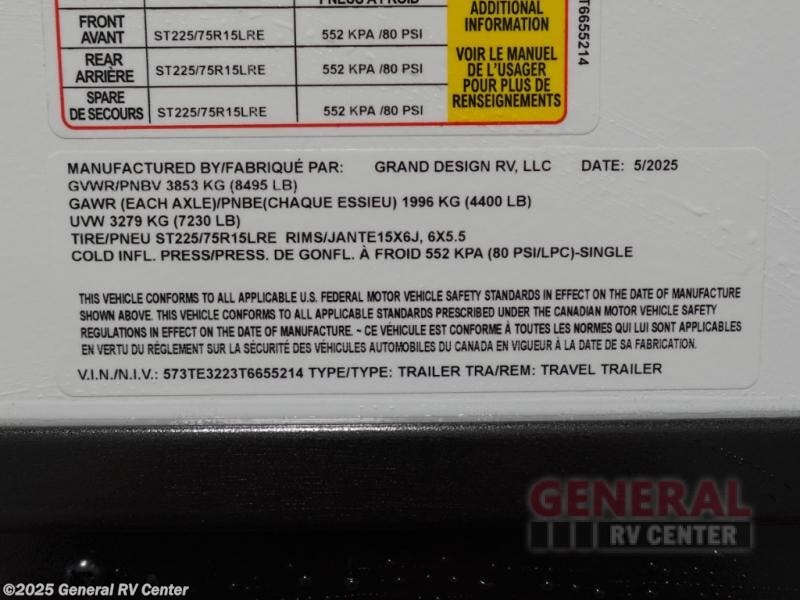 PNEUS À FROID
ADDITIONAL
INFORMATION
T6655214
FRONT
AVANT
ST225/75R15LRE
552 KPA /80 PSI
REAR
ARRIÈRE
ST225/75R15LRE
552 KPA /80 PSI
SPARE
DE SECOURS
ST225/75R15LRE
552 KPA /80 PSI
VOIR LE MANUEL
DE L'USAGER
POUR PLUS DE
RENSEIGNEMENTS
MANUFACTURED BY/FABRIQUÉ PAR: GRAND DESIGN RV, LLC DATE: 5/2025
GVWR/PNBV 3853 KG (8495 LB)
GAWR (EACH AXLE)/PNBE(CHAQUE ESSIEU) 1996 KG (4400 LB)
UVW 3279 KG (7230 LB)
TIRE/PNEU ST225/75R15LRE RIMS/JANTE15X6J, 6X5.5
COLD INFL. PRESS/PRESS. DE GONFL. À FROID 552 KPA (80 PSI/LPC)-SINGLE
THIS VEHICLE CONFORMS TO ALL APPLICABLE U.S. FEDERAL MOTOR VEHICLE SAFETY STANDARDS IN EFFECT ON THE DATE OF MANUFACTURE
SHOWN ABOVE. THIS VEHICLE CONFORMS TO ALL APPLICABLE STANDARDS PRESCRIBED UNDER THE CANADIAN MOTOR VEHICLE SAFETY
REGULATIONS IN EFFECT ON THE DATE OF MANUFACTURE. ~ CE VÉHICULE EST CONFORME À TOUTES LES NORMES QUI LUI SONT APPLICABLES
EN VERTU DU RÈGLEMENT SUR LA SÉCURITÉ DES VÉHICULES AUTOMOBILES DU CANADA EN VIGUEUR À LA DATE DE SA FABRICATION.
V.I.N./N.I.V.: 573TE3223T6655214 TYPE/TYPE: TRAILER TRA/REM: TRAVEL TRAILER
GENERAL
RV CENTER
©2025 General RV Center